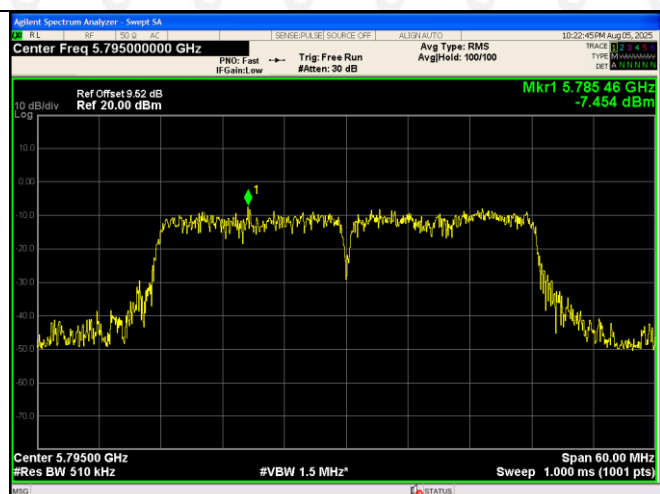 Agilent Spectrum Analyzer - Swept SA
RL RF 50 Ω AC SENSE:PULSE SOURCE OFF ALIGN AUTO 10:22:45 PM Aug 05, 2025
Center Freq 5.795000000 GHz
PNO: Fast
IFGain:Low
Trig: Free Run
#Atten: 30 dB
Avg Type: RMS
Avg|Hold: 100/100
TRACE 1 2 3 4 5 6
TYPE M
DET A N N N N N
Ref Offset 9.52 dB
Ref 20.00 dBm
10 dB/div
Log
Mkr1 5.785 46 GHz
-7.454 dBm
10.0
0.00
-10.0
-20.0
-30.0
-40.0
-50.0
-60.0
-70.0
1
Center 5.79500 GHz
#Res BW 510 kHz
#VBW 1.5 MHz*
Span 60.00 MHz
Sweep 1.000 ms (1001 pts)
MSG
STATUS